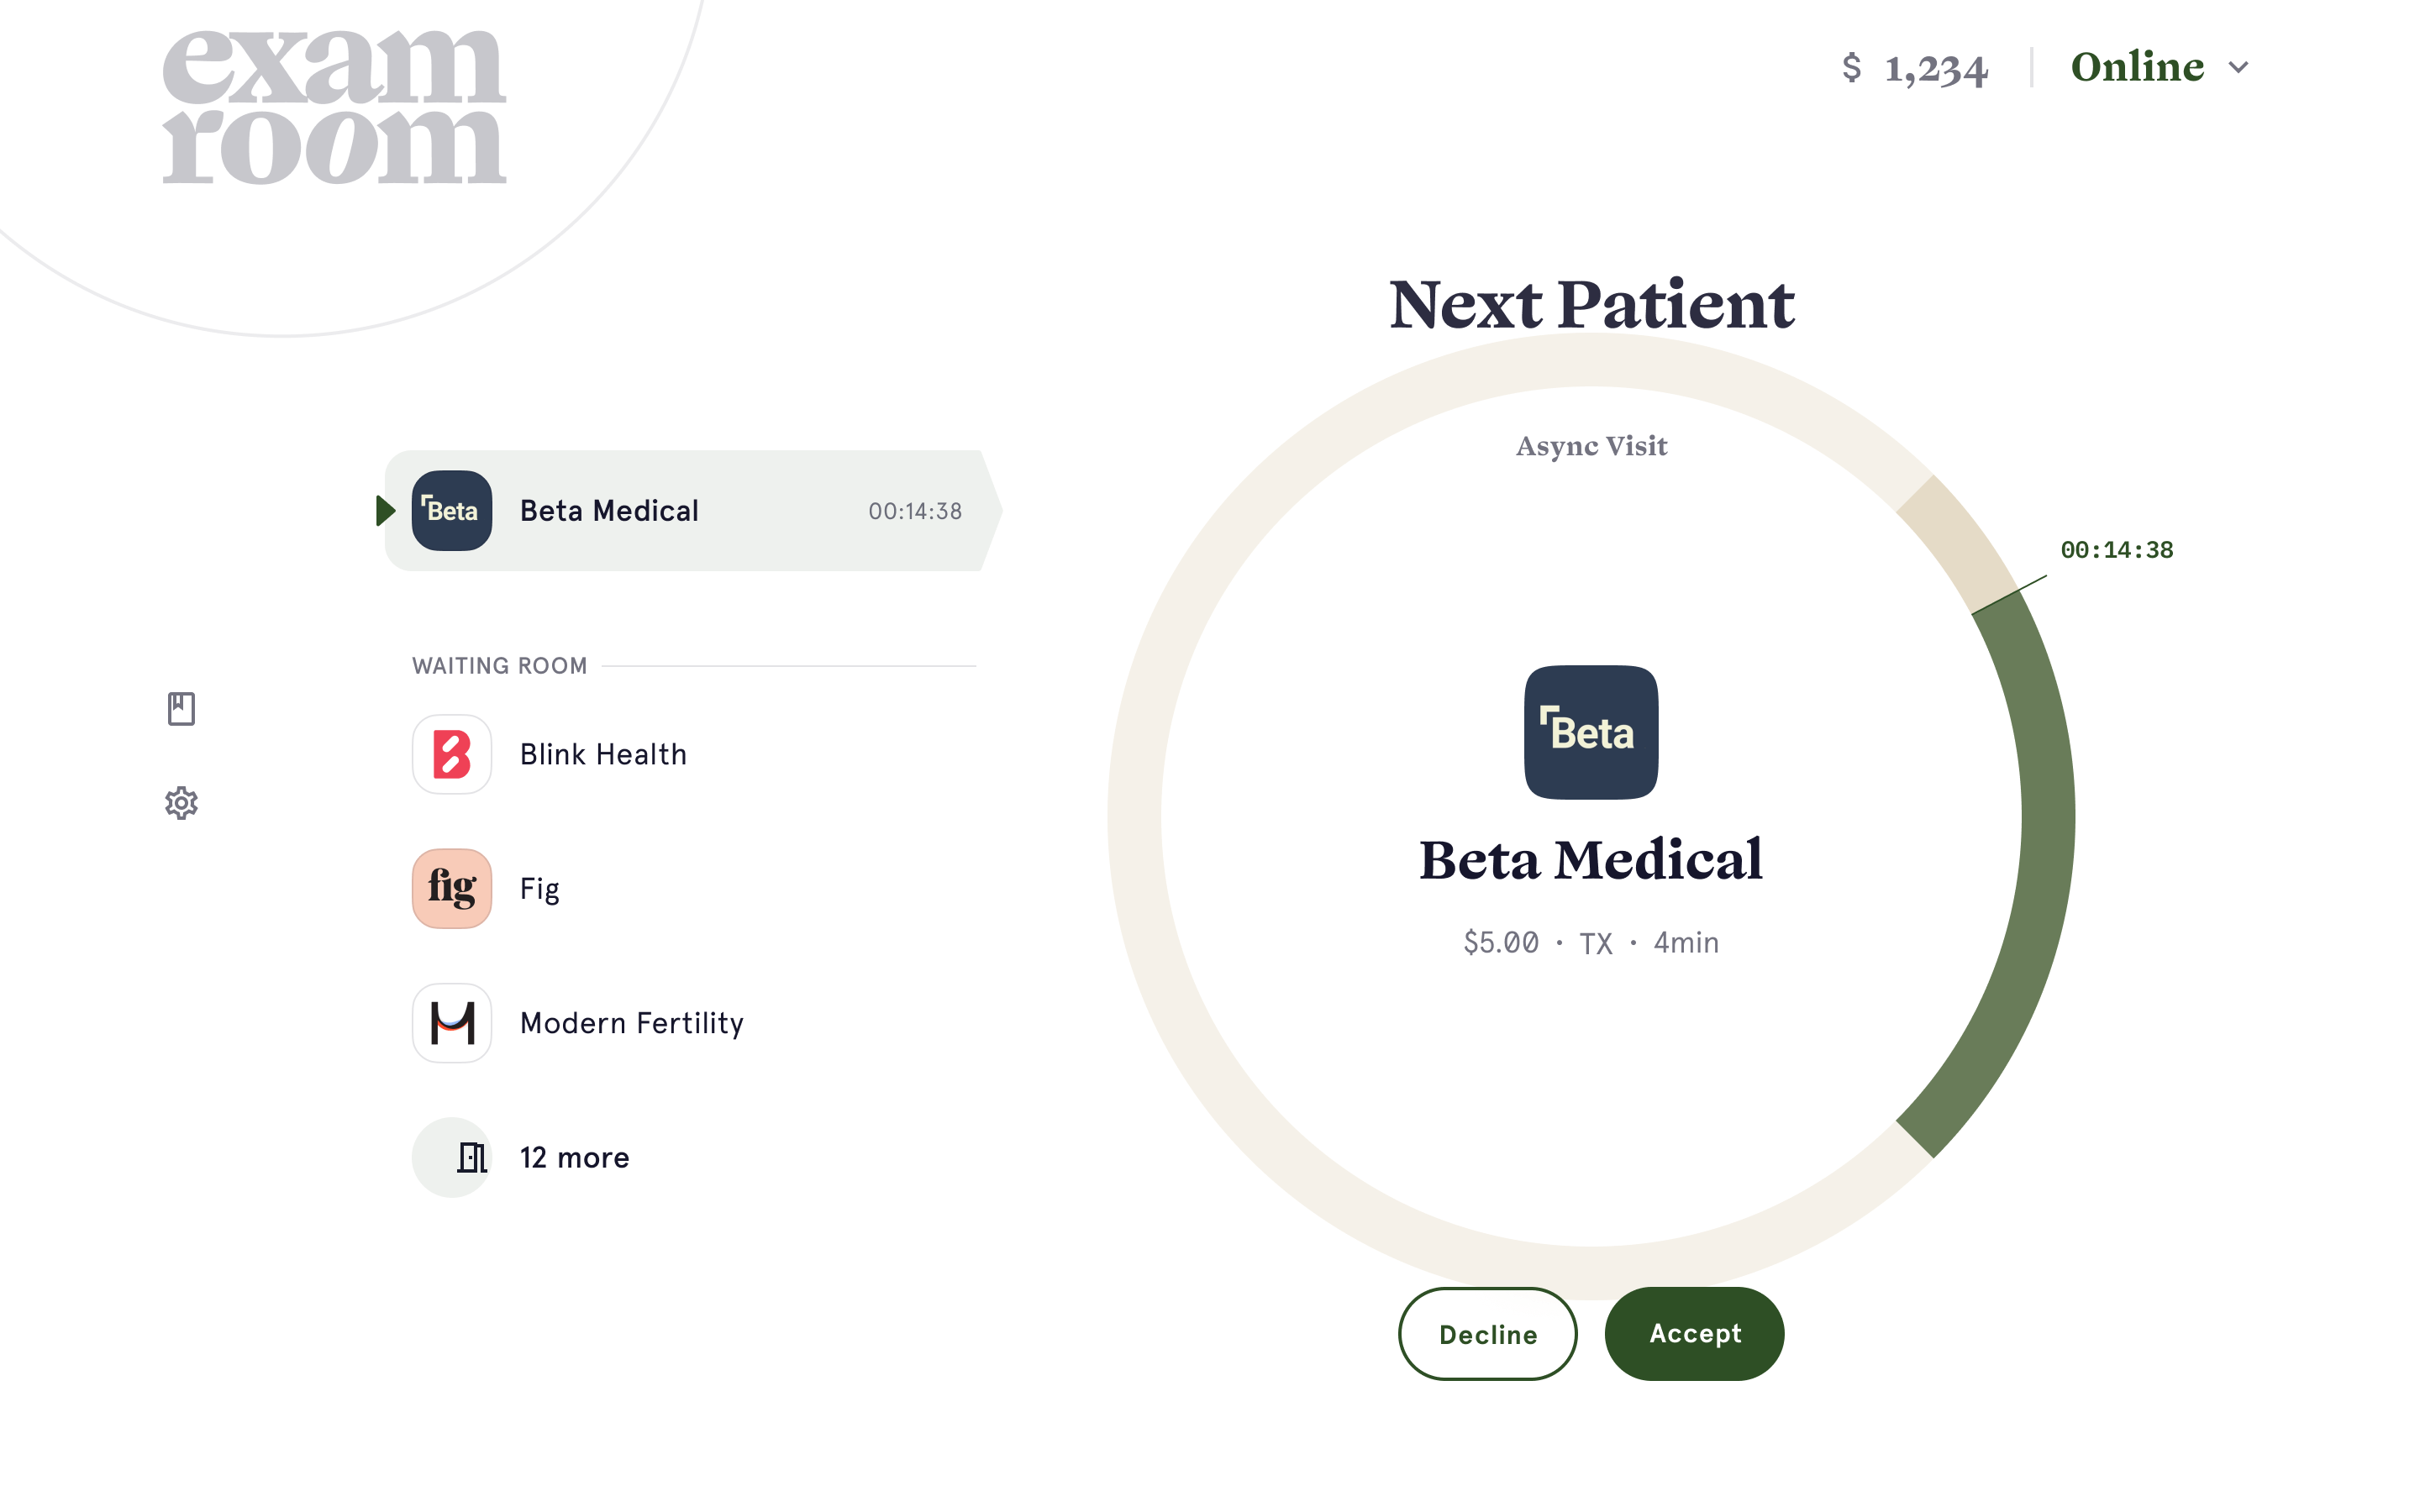 exam
room
$ 1,234
Online
Next Patient
Async Visit
Beta
Beta Medical
00:14:38
00:14:38
WAITING ROOM
Blink Health
fig
Fig
Modern Fertility
12 more
Beta
Beta Medical
$5.00 · TX · 4min
Decline
Accept